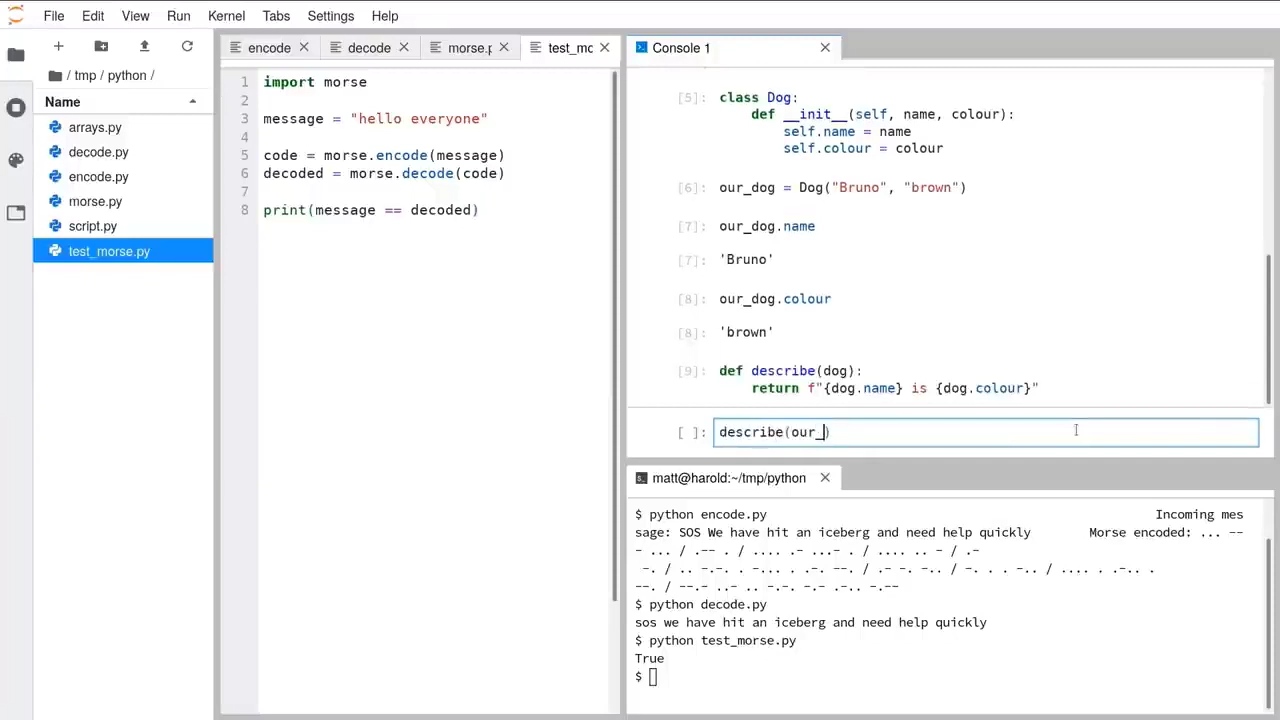 File Edit View Run Kernel Tabs Settings Help
/ tmp / python /
Name
arrays.py
decode.py
encode.py
morse.py
script.py
test_morse.py
encode
decode
morse.p
test_mo
1 import morse
2
3 message = "hello everyone"
4
5 code = morse.encode(message)
6 decoded = morse.decode(code)
7
8 print(message == decoded)
Console 1
[5]: class Dog:
def __init__(self, name, colour):
self.name = name
self.colour = colour
[6]: our_dog = Dog("Bruno", "brown")
[7]: our_dog.name
[7]: 'Bruno'
[8]: our_dog.colour
[8]: 'brown'
[9]: def describe(dog):
return f"{dog.name} is {dog.colour}"
[ ]: describe(our_)
matt@harold:~/tmp/python
$ python encode.py Incoming mes
sage: SOS We have hit an iceberg and need help quickly Morse encoded: ... --
- ... / .-- . / .... .- ...- . / .... .. - / .-
-. / .. -.-. . -... . .-. --. / .- -. -.. / -. . . -.. / .... . .-.. .
--. / --.- ..- .. -.-. -.- .-.. -.--
$ python decode.py
sos we have hit an iceberg and need help quickly
$ python test_morse.py
True
$